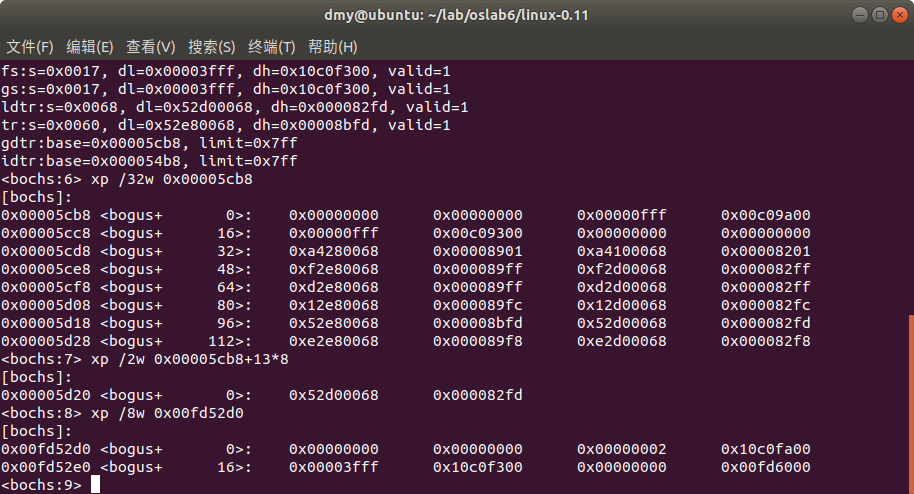 dmy@ubuntu: ~/lab/oslab6/linux-0.11
文件(F) 编辑(E) 查看(V) 搜索(S) 终端(T) 帮助(H)
fs:s=0x0017, dl=0x00003fff, dh=0x10c0f300, valid=1
gs:s=0x0017, dl=0x00003fff, dh=0x10c0f300, valid=1
ldtr:s=0x0068, dl=0x52d00068, dh=0x000082fd, valid=1
tr:s=0x0060, dl=0x52e80068, dh=0x00008bfd, valid=1
gdtr:base=0x00005cb8, limit=0x7ff
idtr:base=0x000054b8, limit=0x7ff
<bochs:6> xp /32w 0x00005cb8
[bochs]:
0x00005cb8 <bogus+       0>:    0x00000000      0x00000000      0x00000fff      0x00c09a00
0x00005cc8 <bogus+      16>:    0x00000fff      0x00c09300      0x00000000      0x00000000
0x00005cd8 <bogus+      32>:    0xa4280068      0x00008901      0xa4100068      0x00008201
0x00005ce8 <bogus+      48>:    0xf2e80068      0x000089ff      0xf2d00068      0x000082ff
0x00005cf8 <bogus+      64>:    0xd2e80068      0x000089ff      0xd2d00068      0x000082ff
0x00005d08 <bogus+      80>:    0x12e80068      0x000089fc      0x12d00068      0x000082fc
0x00005d18 <bogus+      96>:    0x52e80068      0x00008bfd      0x52d00068      0x000082fd
0x00005d28 <bogus+     112>:    0xe2e80068      0x000089f8      0xe2d00068      0x000082f8
<bochs:7> xp /2w 0x00005cb8+13*8
[bochs]:
0x00005d20 <bogus+       0>:    0x52d00068      0x000082fd
<bochs:8> xp /8w 0x00fd52d0
[bochs]:
0x00fd52d0 <bogus+       0>:    0x00000000      0x00000000      0x00000002      0x10c0fa00
0x00fd52e0 <bogus+      16>:    0x00003fff      0x10c0f300      0x00000000      0x00fd6000
<bochs:9>